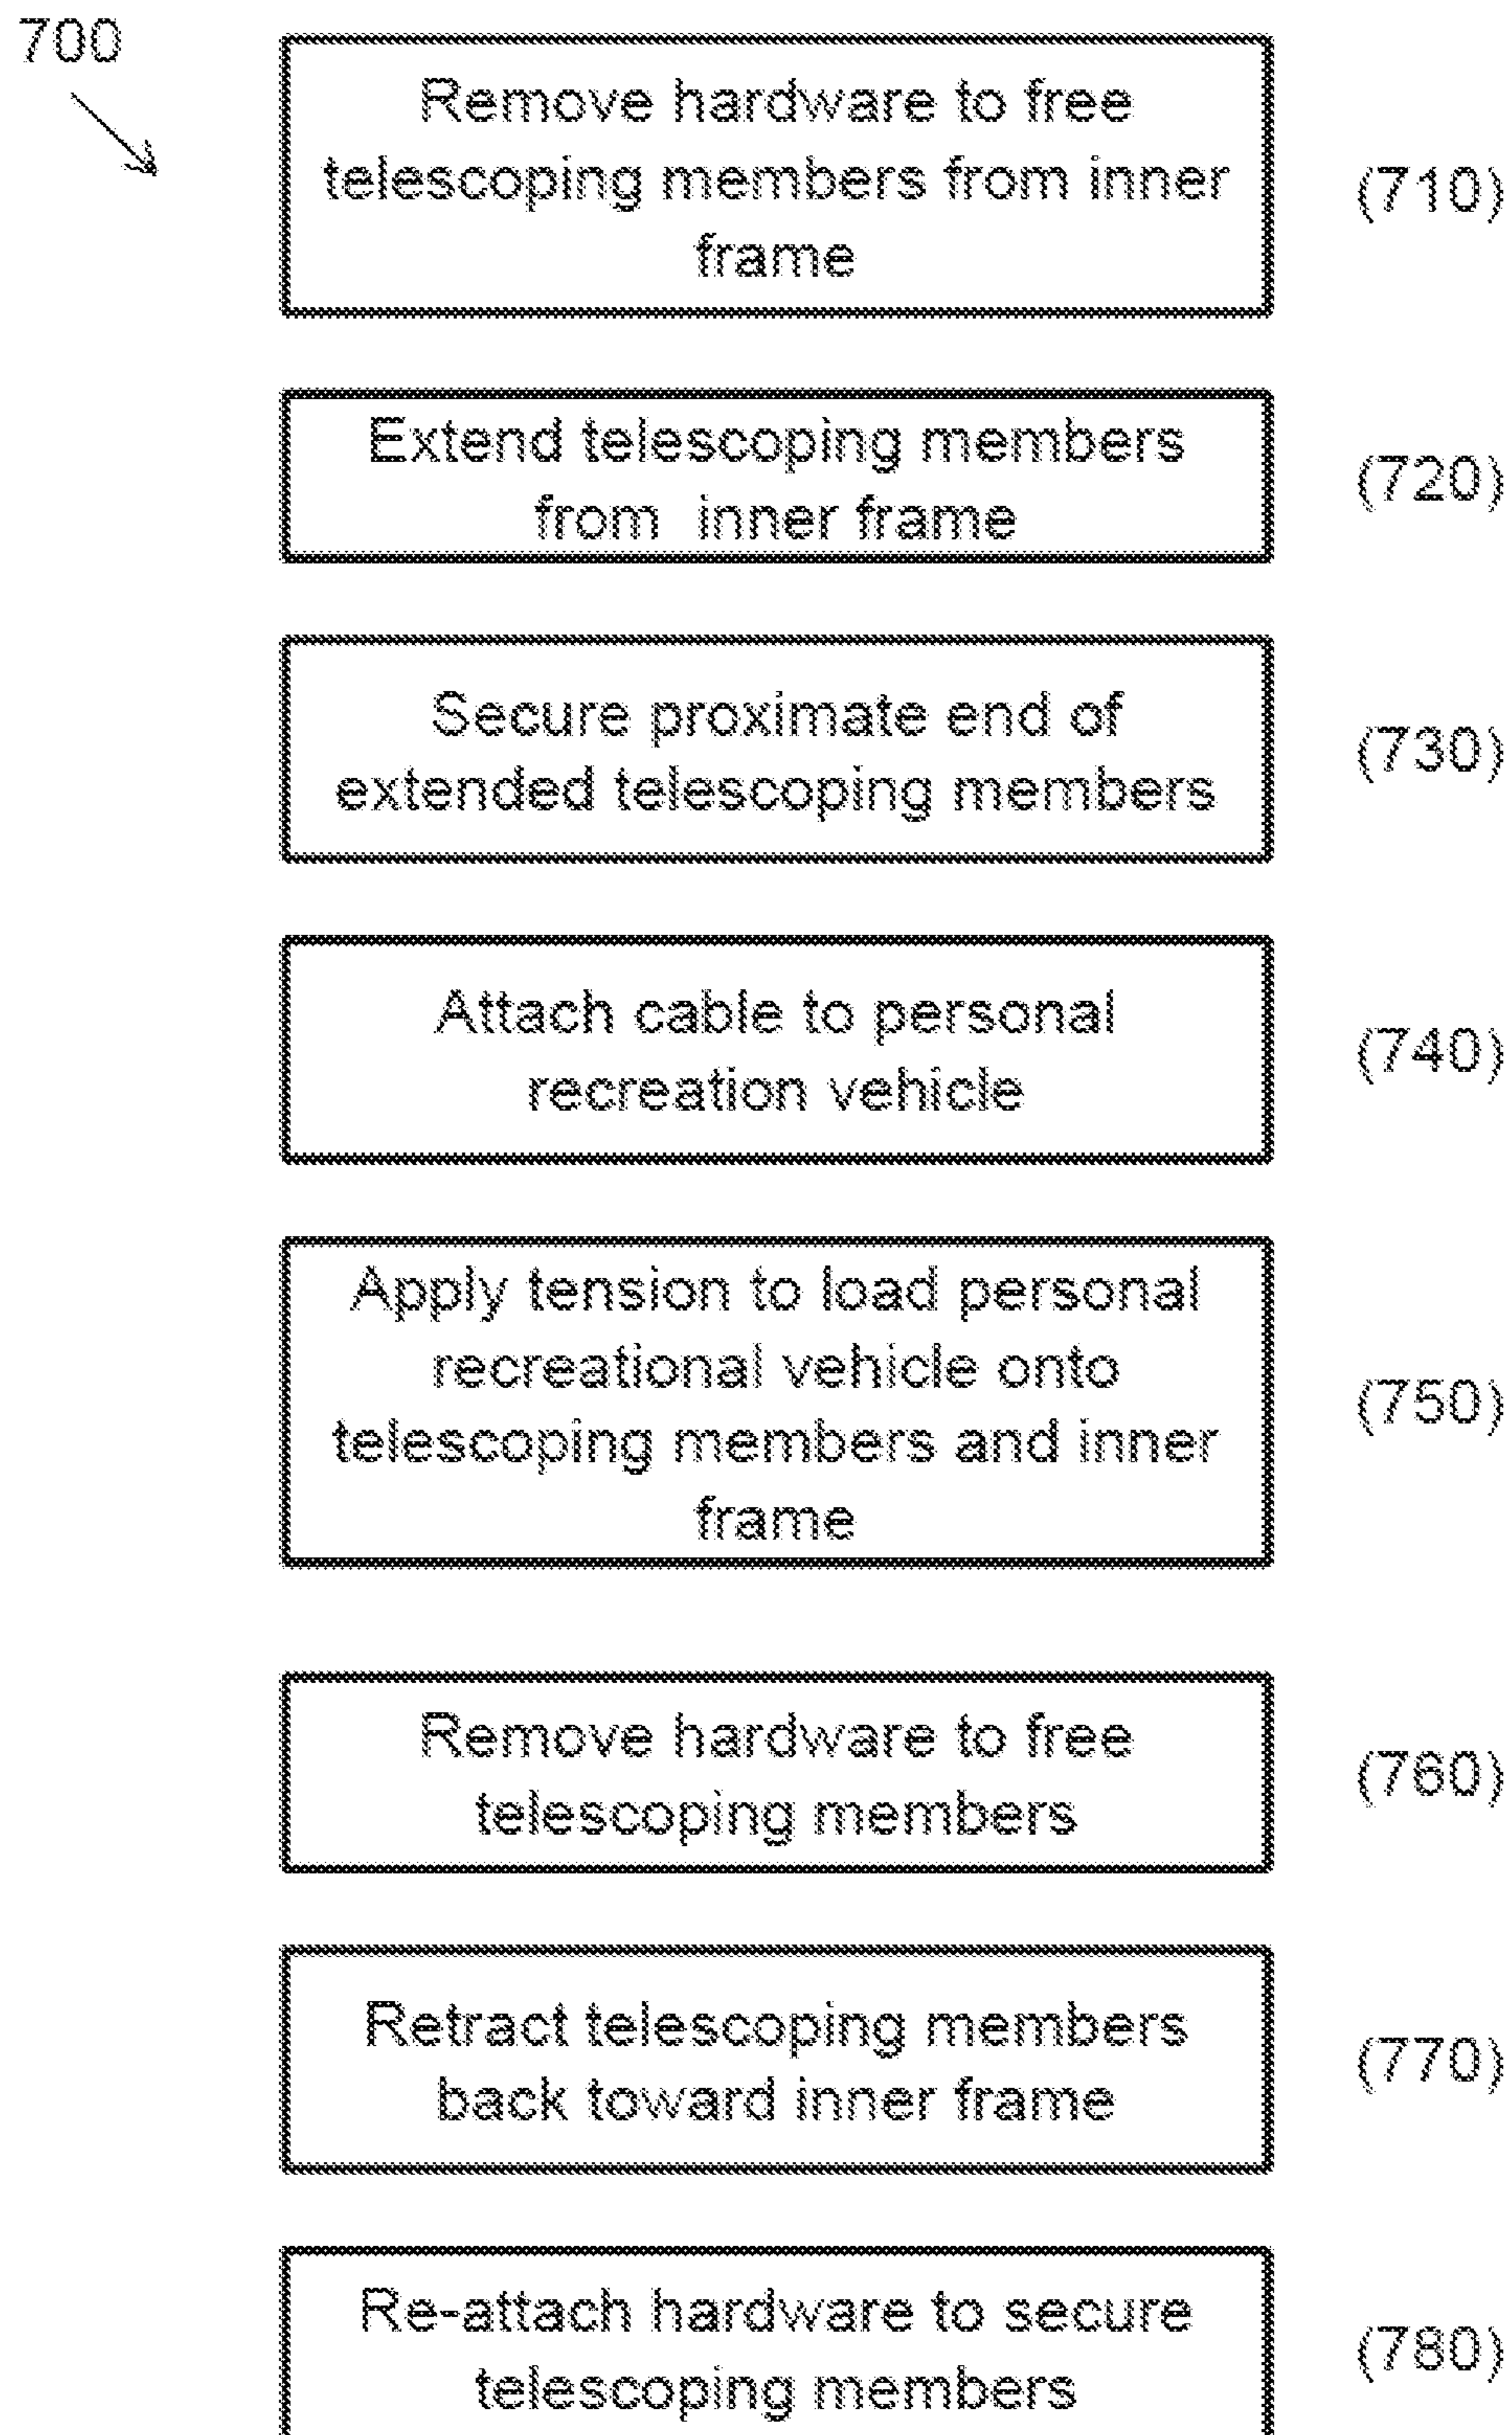 700
Remove hardware to free
telescoping members from inner
frame
(710)
Extend telescoping members
from inner frame
(720)
Secure proximate end of
extended telescoping members
(730)
Attach cable to personal
recreation vehicle
(740)
Apply tension to load personal
recreational vehicle onto
telescoping members and inner
frame
(750)
Remove hardware to free
telescoping members
(760)
Retract telescoping members
back toward inner frame
(770)
Re-attach hardware to secure
telescoping members
(780)